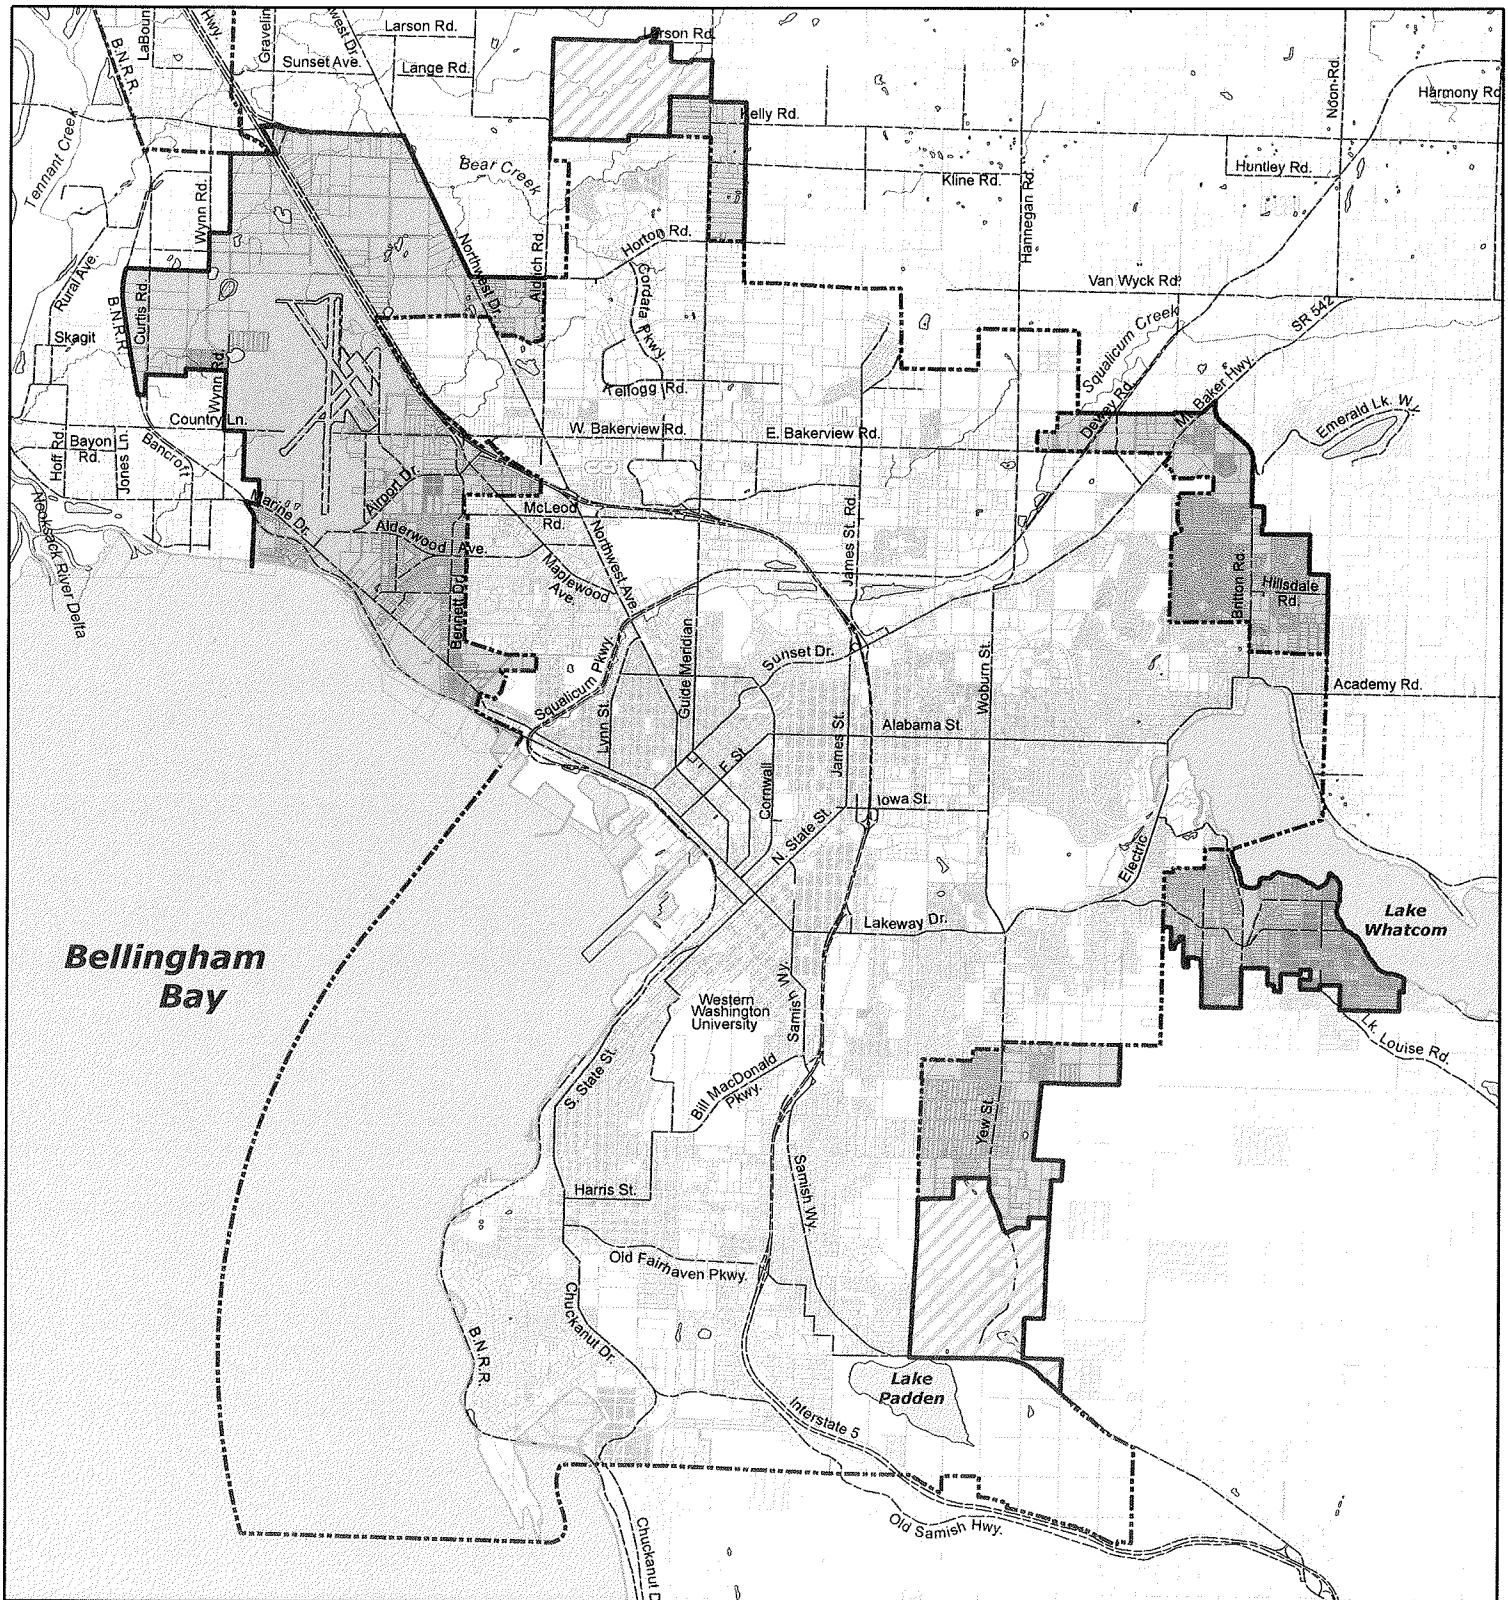 B.N.R.R.
LaBoun
Hwy.
Gravelin
west Dr.
Larson Rd.
Larson Rd.
Sunset Ave.
Lange Rd.
Noon Rd.
Harmony Rd
Kelly Rd.
Tennant Creek
Bear Creek
Kline Rd.
Huntley Rd.
Hannegan Rd.
Wynn Rd.
Rural Ave.
Northwest Dr.
Aldrich Rd.
Horton Rd.
Cordata Pkwy.
Van Wyck Rd.
B.N.R.R.
Curtis Rd.
Skagit
Squalicum Creek
SR 542
Wynn Rd.
Kellogg Rd.
Mt. Baker Hwy.
Dewey Rd.
Emerald Lk. Wy.
Country Ln.
W. Bakerview Rd.
E. Bakerview Rd.
Hoff Rd
Bayon
Rd.
Jones Ln.
Bancroft
Airport Dr.
Marine Dr.
McLeod
Rd.
Nooksack River Delta
Alderwood Ave.
Northwest Ave.
James St. Rd.
Maplewood
Ave.
Bennett Dr.
Britton Rd.
Hillsdale
Rd.
Squalicum Pkwy.
Guide Meridian
Sunset Dr.
Woburn St.
Academy Rd.
Lynn St.
F St.
James St.
Alabama St.
Cornwall
Iowa St.
N. State St.
Electric
Lakeway Dr.
Lake
Whatcom
Bellingham
Bay
Western
Washington
University
Samish Wy.
Lk. Louise Rd.
S. State St.
Bill MacDonald
Pkwy.
Yew St.
Samish Wy.
Harris St.
Old Fairhaven Pkwy.
Chuckanut Dr.
B.N.R.R.
Lake
Padden
Interstate 5
Old Samish Hwy.
Chuckanut D